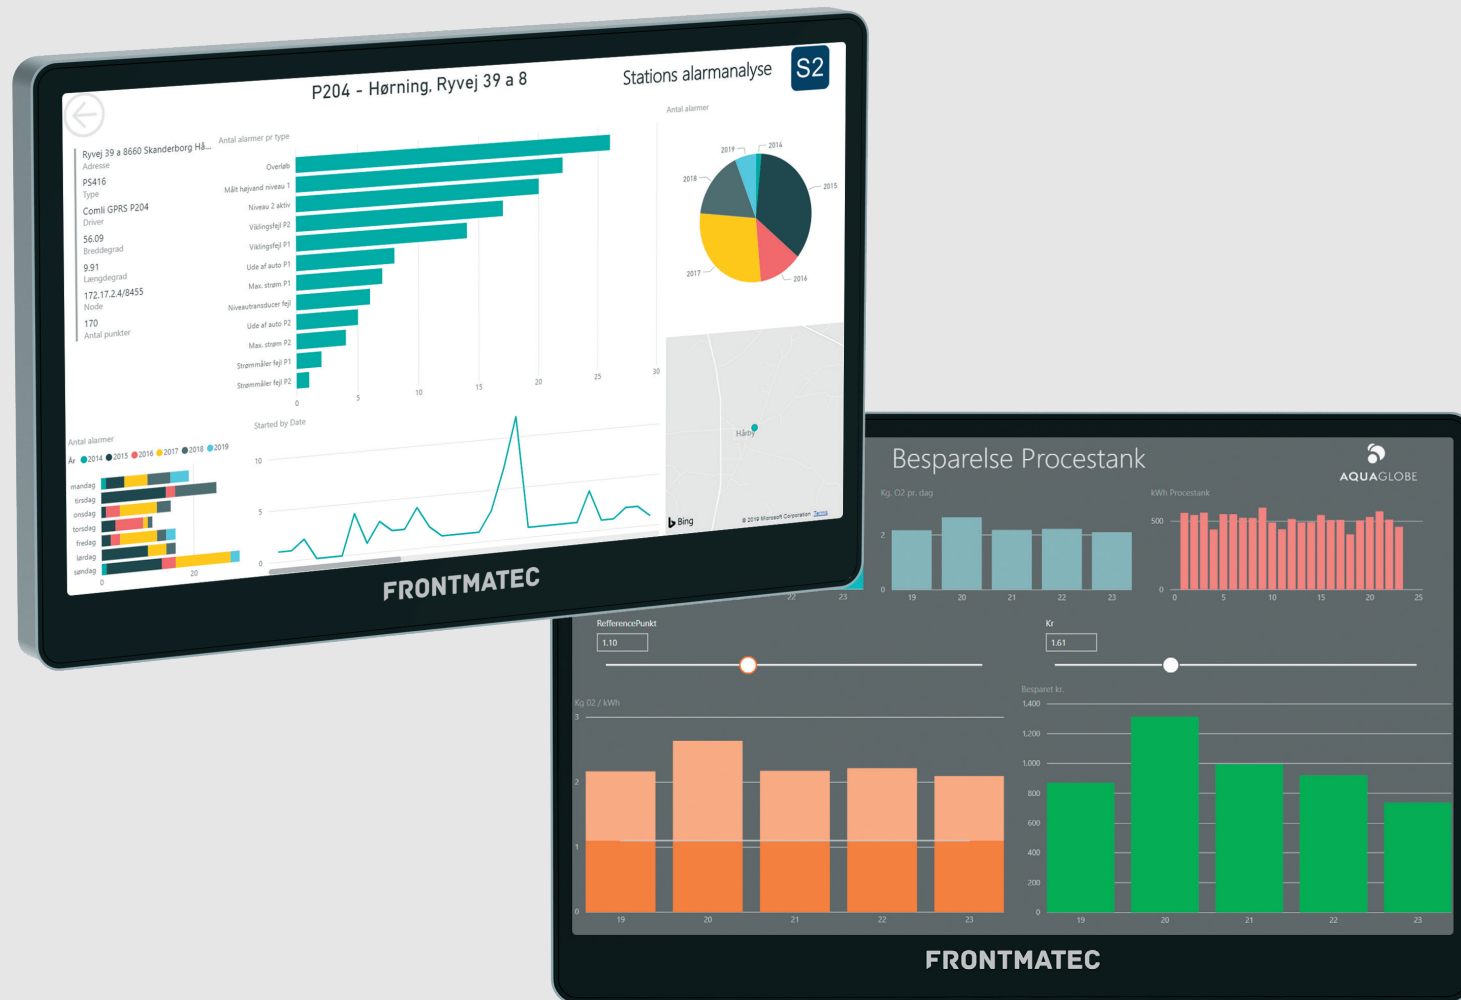 P204 - Hørning, Ryvej 39 a 8
Stations alarmanalyse
S2
Ryvej 39 a 8660 Skanderborg Hå...
Adresse
PS416
Type
Comli GPRS P204
Driver
56.09
Breddegrad
9.91
Længdegrad
172.17.2.4/8455
Node
170
Antal punkter
Antal alarmer pr type
Overløb
Målt højvand niveau 1
Niveau 2 aktiv
Viklingsfejl P2
Viklingsfejl P1
Ude af auto P1
Max. strøm P1
Niveautransducer fejl
Ude af auto P2
Max. strøm P2
Strømmåler fejl P1
Strømmåler fejl P2
0 5 10 15 20 25 30
Antal alarmer
2019 2014
2018 2015
2017 2016
Hårby
Bing
© 2019 Microsoft Corporation Terms
Antal alarmer
År 2014 2015 2016 2017 2018 2019
mandag
tirsdag
onsdag
torsdag
fredag
lørdag
søndag
0 20
Started by Date
10
5
0
FRONTMATEC
22 23
Besparelse Procestank
AQUAGLOBE
Kg. O2 pr. dag
2
0
19 20 21 22 23
kWh Procestank
500
0
0 5 10 15 20 25
RefferencePunkt
1.10
Kr
1.61
Kg 02 / kWh
3
2
1
0
19 20 21 22 23
Besparet kr.
1,400
1,200
1,000
800
600
400
200
0
19 20 21 22 23
FRONTMATEC